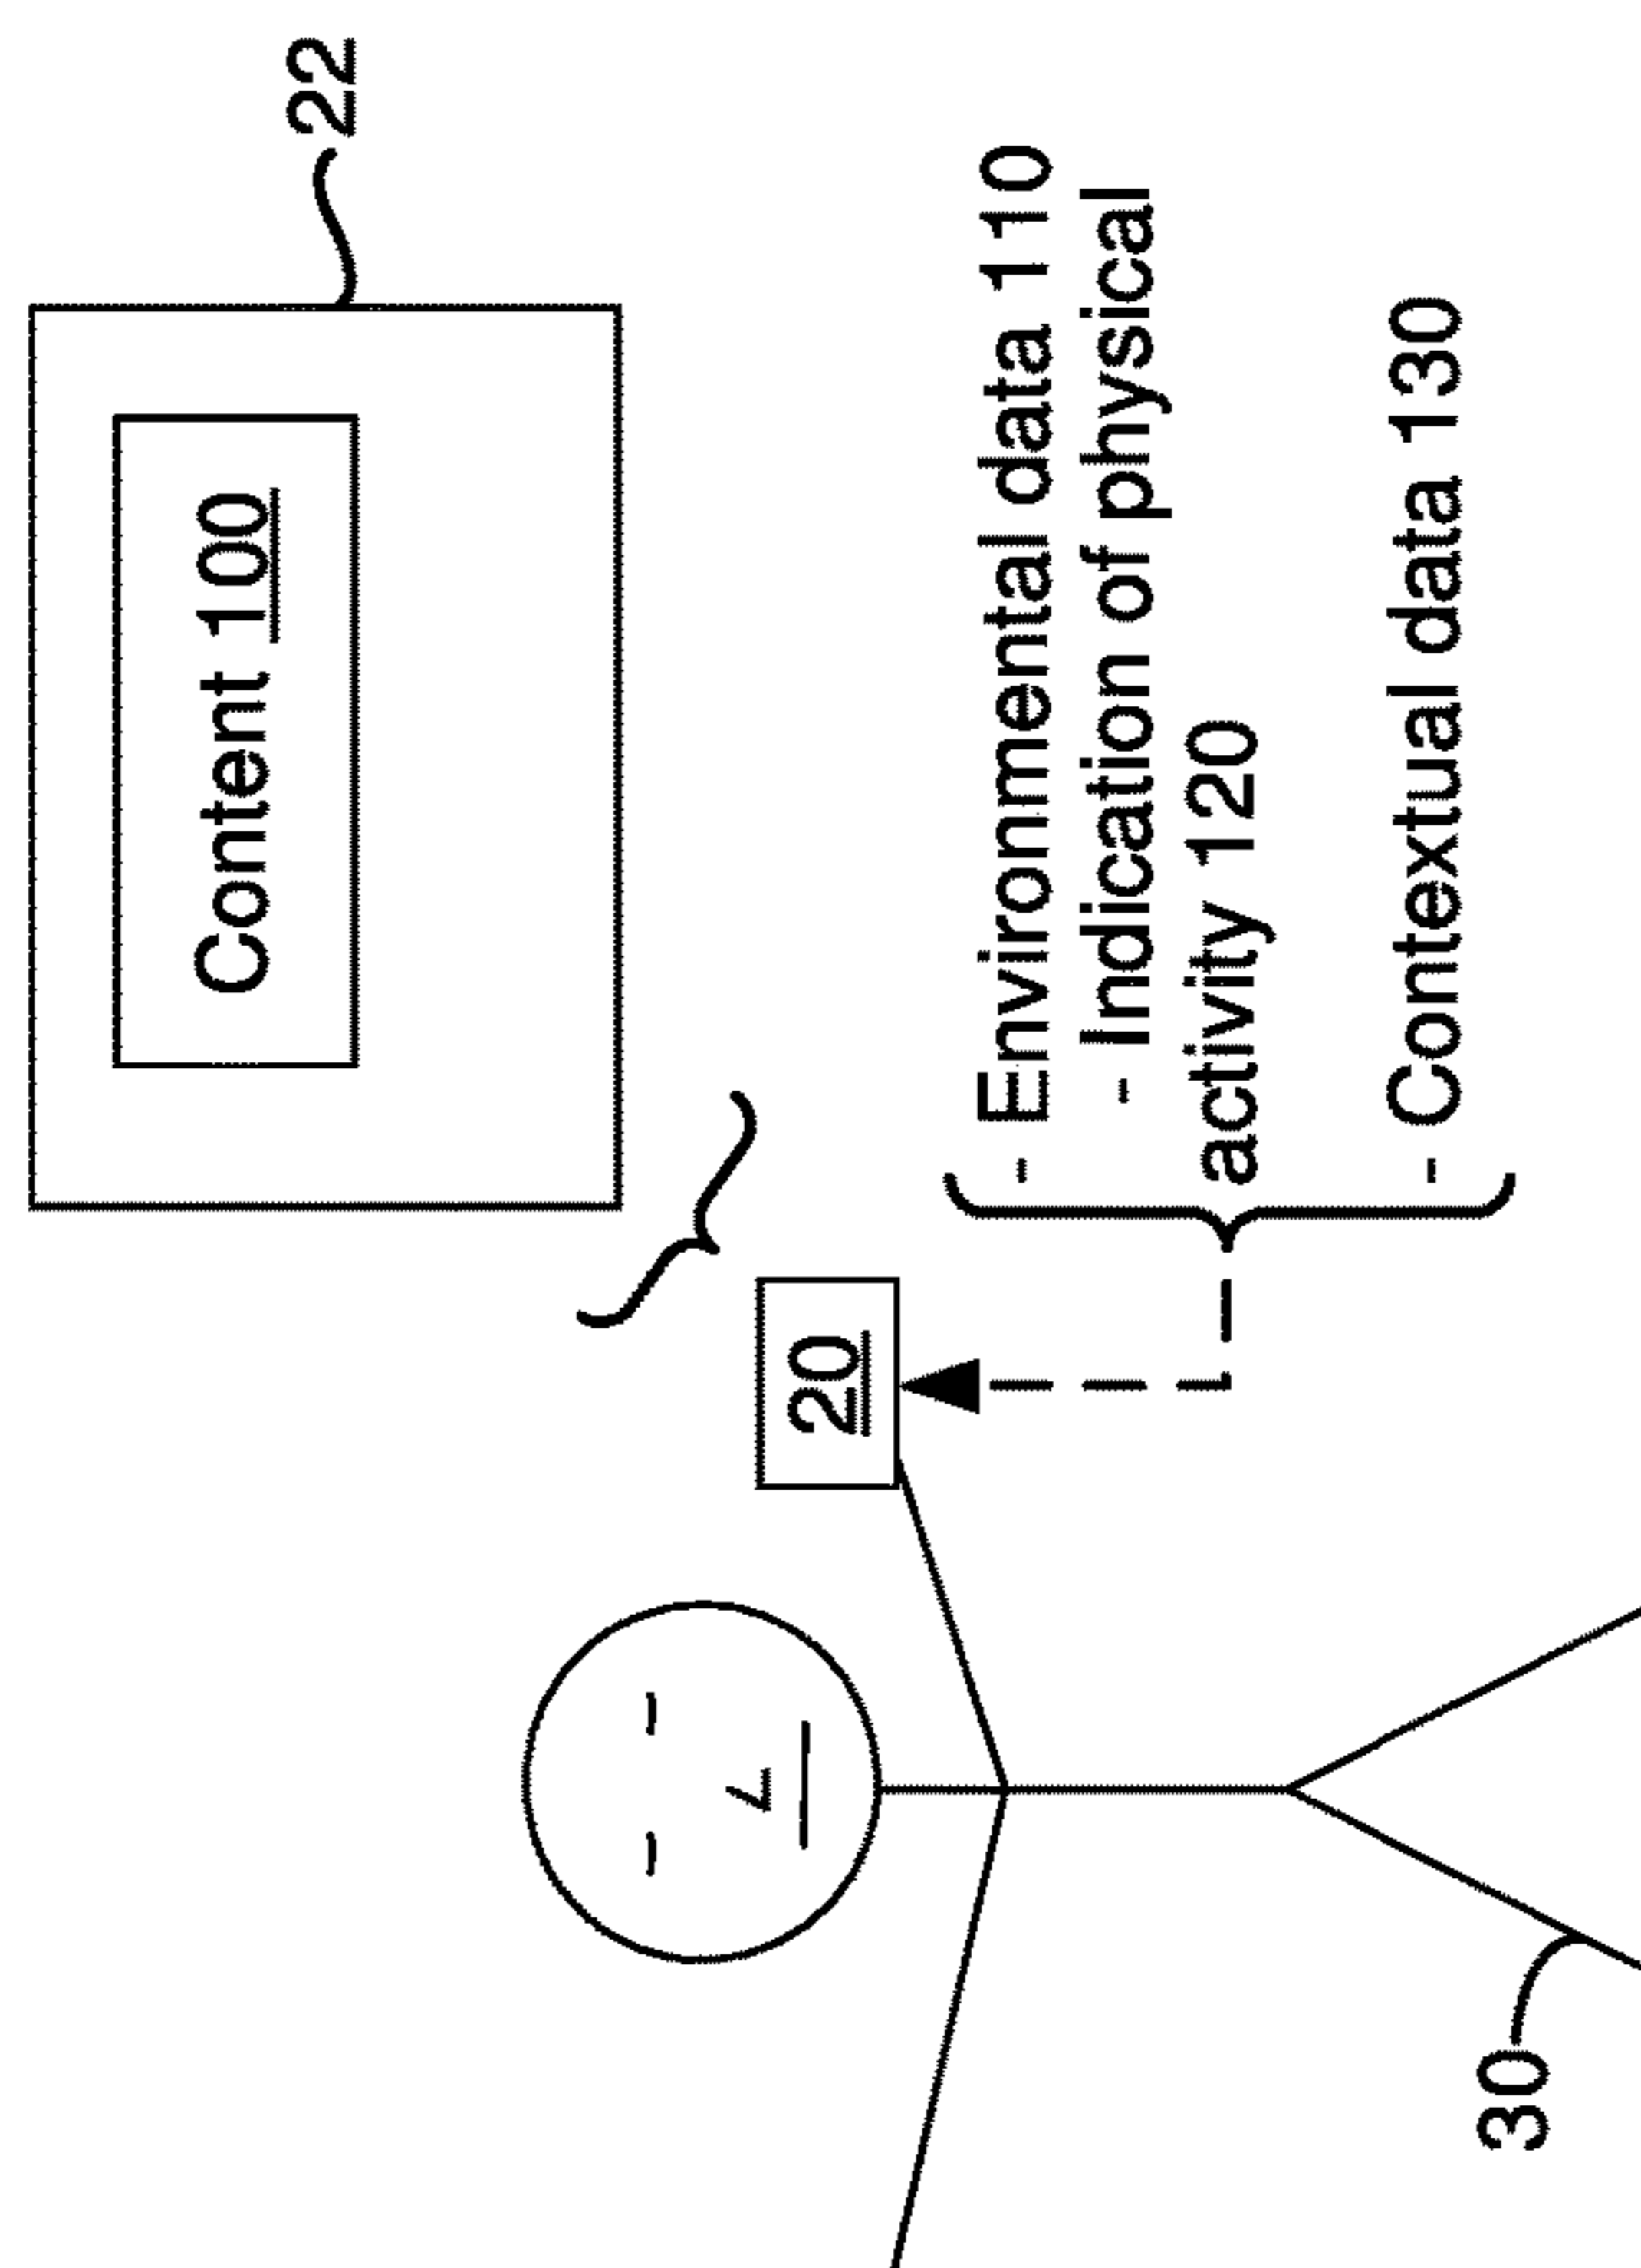 Content 100
22
20
- Environmental data 110
- Indication of physical
activity 120
- Contextual data 130
30